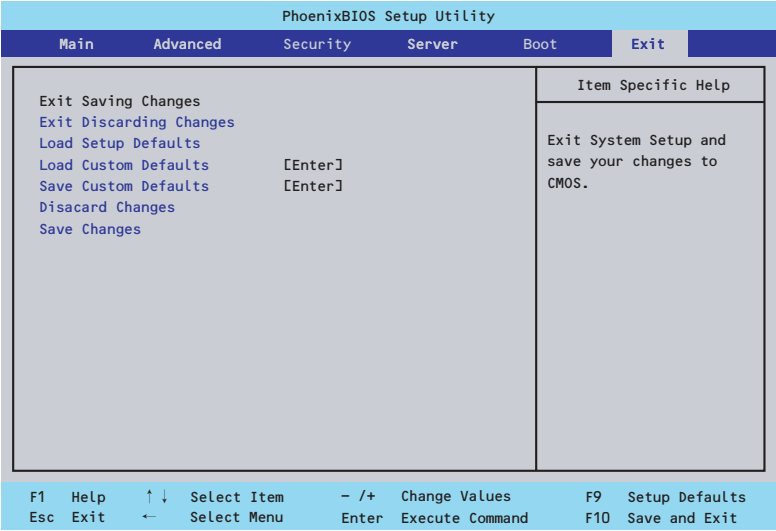 PhoenixBIOS Setup Utility
Main Advanced Security Server Boot Exit
Item Specific Help
Exit Saving Changes
Exit Discarding Changes
Load Setup Defaults
Load Custom Defaults [Enter]
Save Custom Defaults [Enter]
Disacard Changes
Save Changes
Exit System Setup and
save your changes to
CMOS.
F1 Help ↑↓ Select Item – /+ Change Values F9 Setup Defaults
Esc Exit ← Select Menu Enter Execute Command F10 Save and Exit